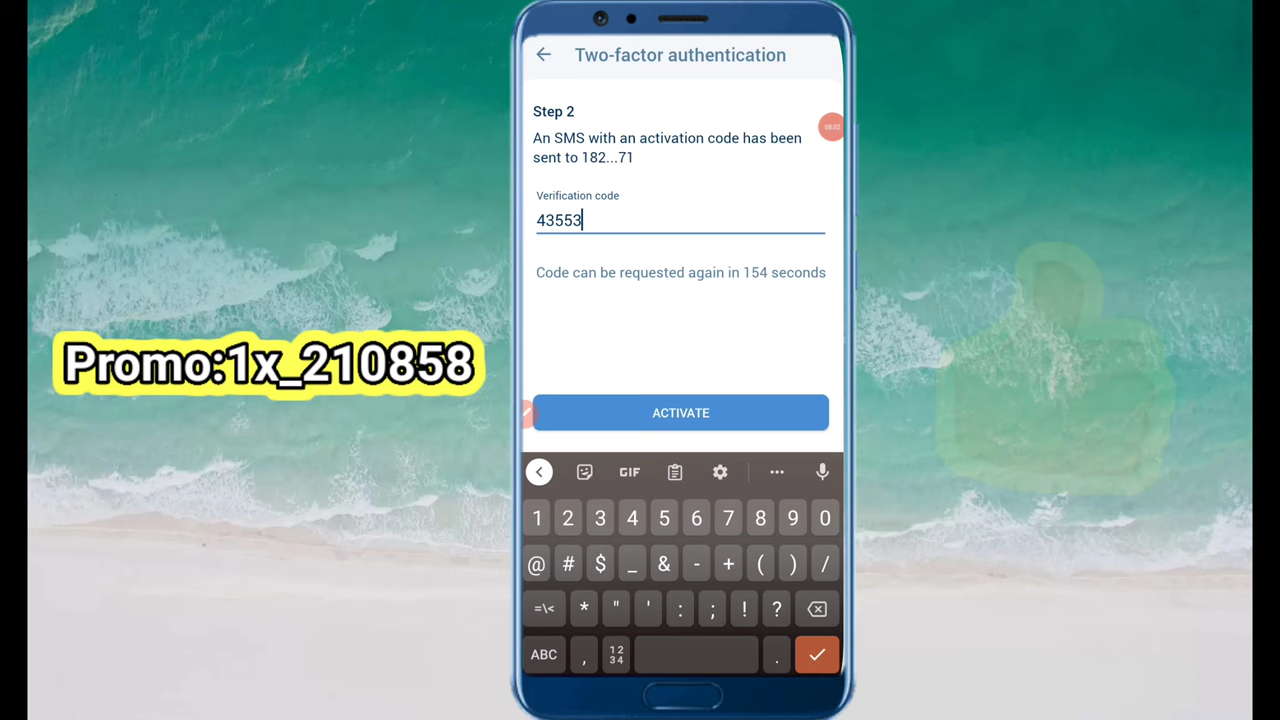 Two-factor authentication
Step 2
An SMS with an activation code has been
sent to 182...71
08:02
Verification code
43553
Code can be requested again in 154 seconds
Promo:1x_210858
ACTIVATE
GIF
1 2 3 4 5 6 7 8 9 0
@ # $ _ & - + ( ) /
=\< * " ' : ; ! ?
ABC , 12 .
34